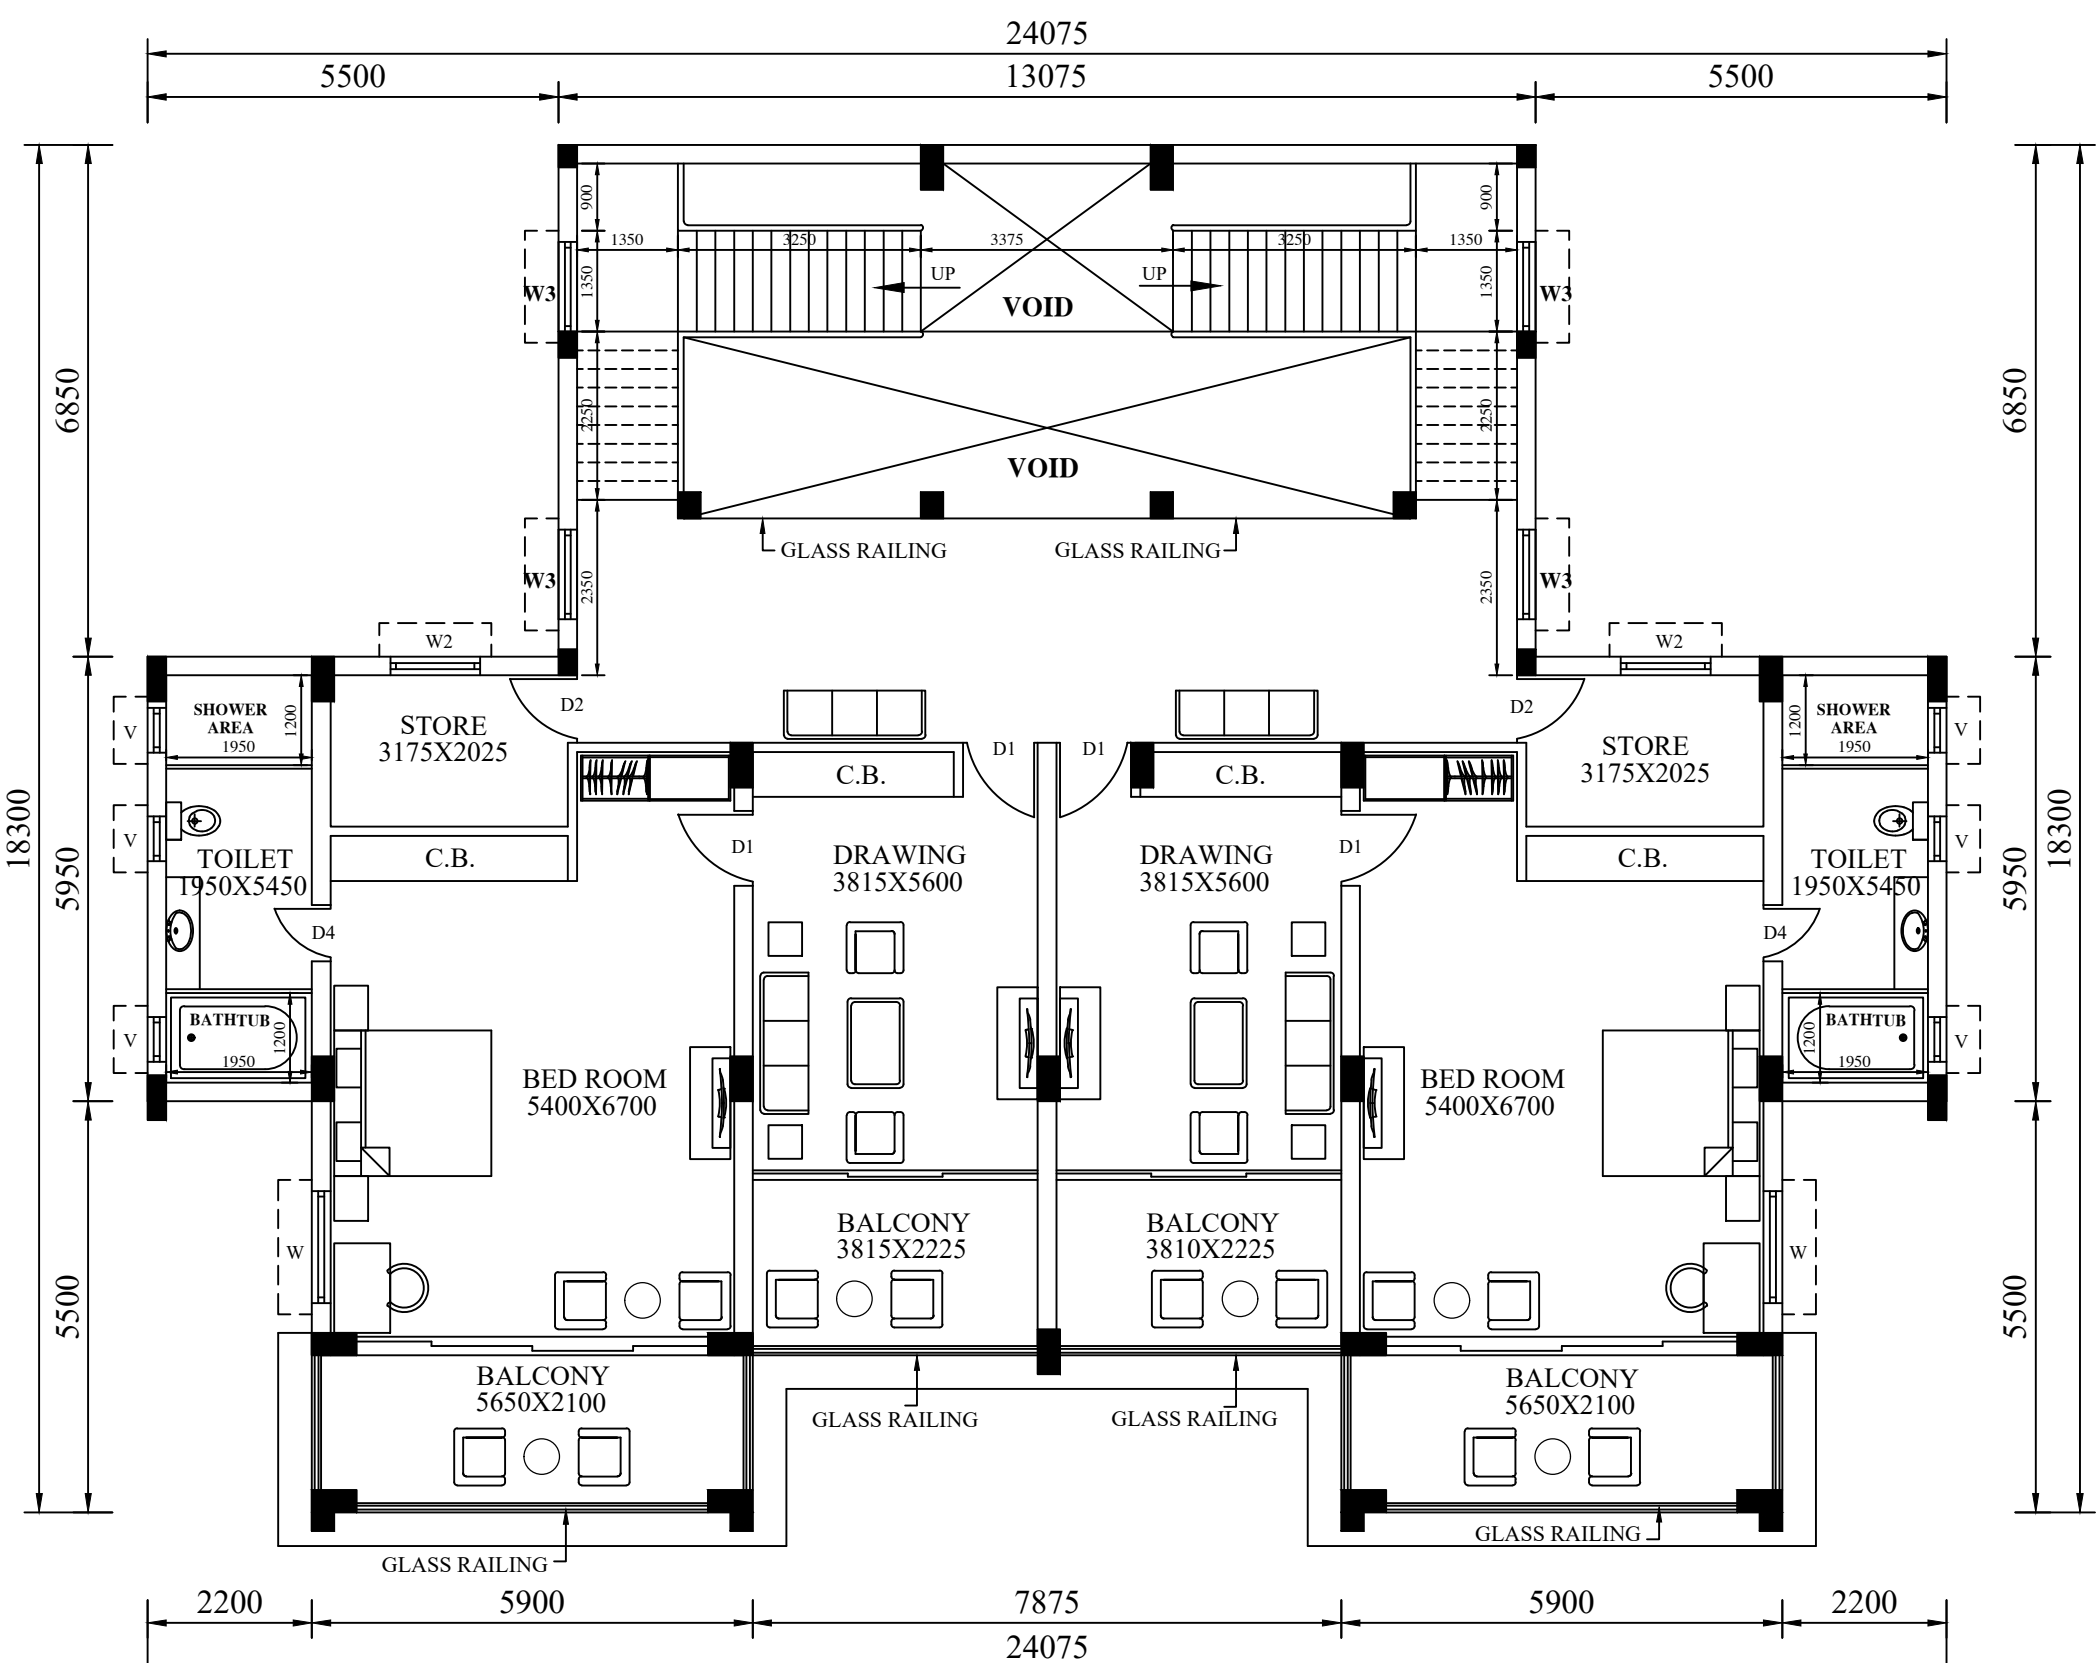 24075
5500
13075
5500
900
900
1350
3250
3375
3250
1350
UP
UP
W3
1350
1350
W3
VOID
6850
6850
2250
2250
VOID
GLASS RAILING
GLASS RAILING
W3
2350
2350
W3
W2
W2
SHOWER
AREA
1200
1950
V
STORE
3175X2025
D2
D2
STORE
3175X2025
1200
SHOWER
AREA
1950
V
D1
D1
C.B.
C.B.
18300
5950
V
TOILET
1950X5450
C.B.
D1
DRAWING
3815X5600
DRAWING
3815X5600
D1
C.B.
TOILET
1950X5450
V
5950
18300
D4
D4
BATHTUB
1200
1950
V
BED ROOM
5400X6700
BED ROOM
5400X6700
BATHTUB
1200
1950
V
W
BALCONY
3815X2225
BALCONY
3810X2225
W
5500
5500
BALCONY
5650X2100
BALCONY
5650X2100
GLASS RAILING
GLASS RAILING
GLASS RAILING
GLASS RAILING
2200
5900
7875
5900
2200
24075